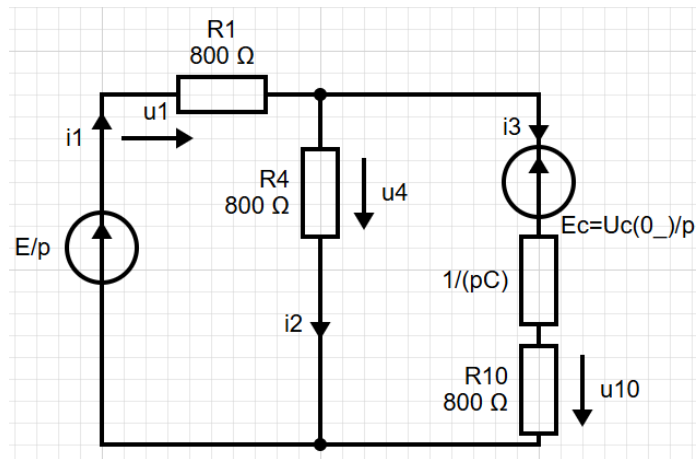 R1
800 Ω
u1
i1
i3
R4
800 Ω
u4
E/p
Ec=Uc(0_)/p
1/(pC)
i2
R10
800 Ω
u10